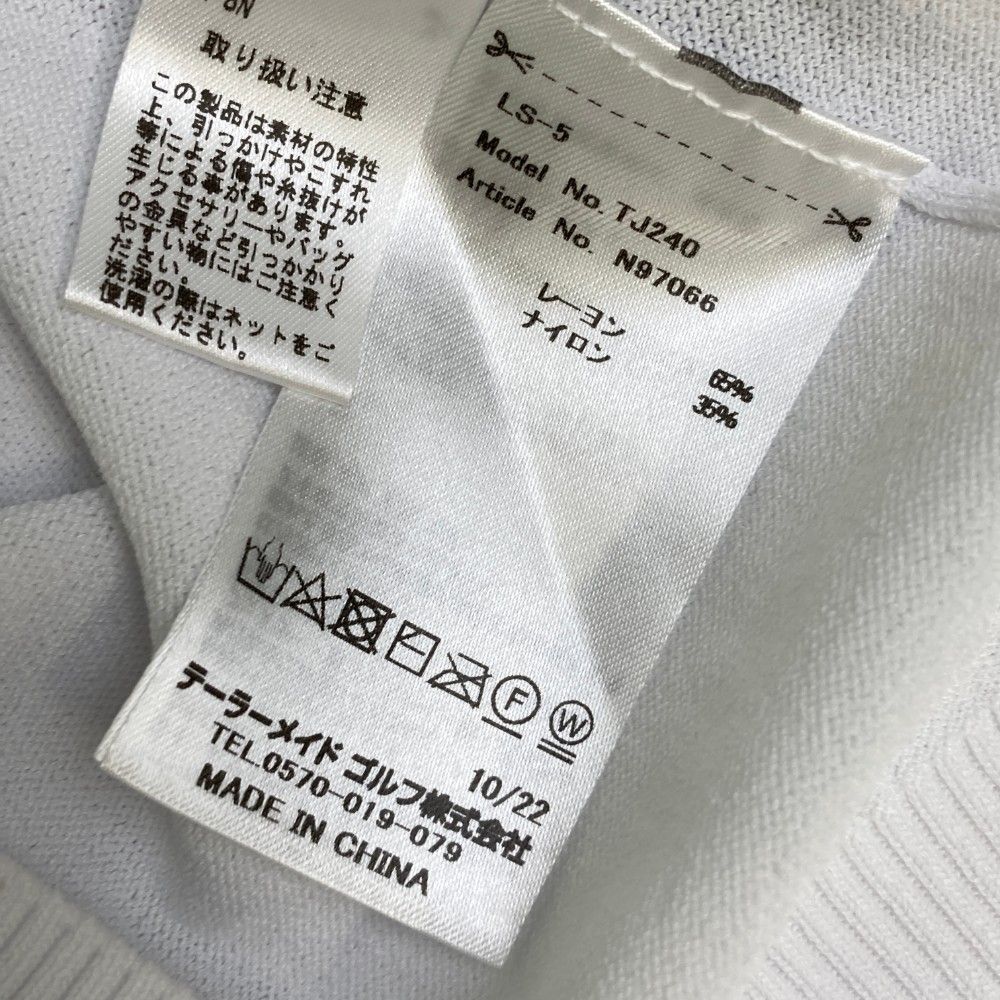 取り扱い注意
この製品は素材の特性
上、引っかけやこすれ
等による傷や糸抜けが
生じる事があります。
アクセサリーやバッグ
の金具など引っかかり
やすい物にはご注意く
ださい。
洗濯の際はネットをご
使用ください。
LS-5
Model No. TJ240
Article No. N97066
レーヨン 65%
ナイロン 35%
F
W
10/22
テーラーメイド ゴルフ株式会社
TEL.0570-019-079
MADE IN CHINA